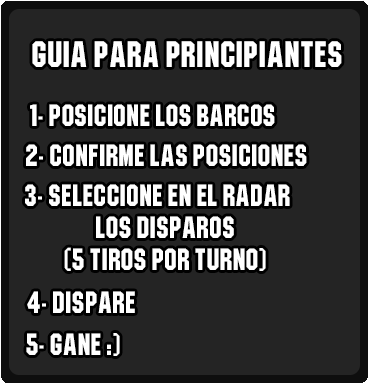 GUIA PARA PRINCIPIANTES
1- POSICIONE LOS BARCOS
2- CONFIRME LAS POSICIONES
3- SELECCIONE EN EL RADAR
LOS DISPAROS
(5 TIROS POR TURNO)
4- DISPARE
5- GANE :)